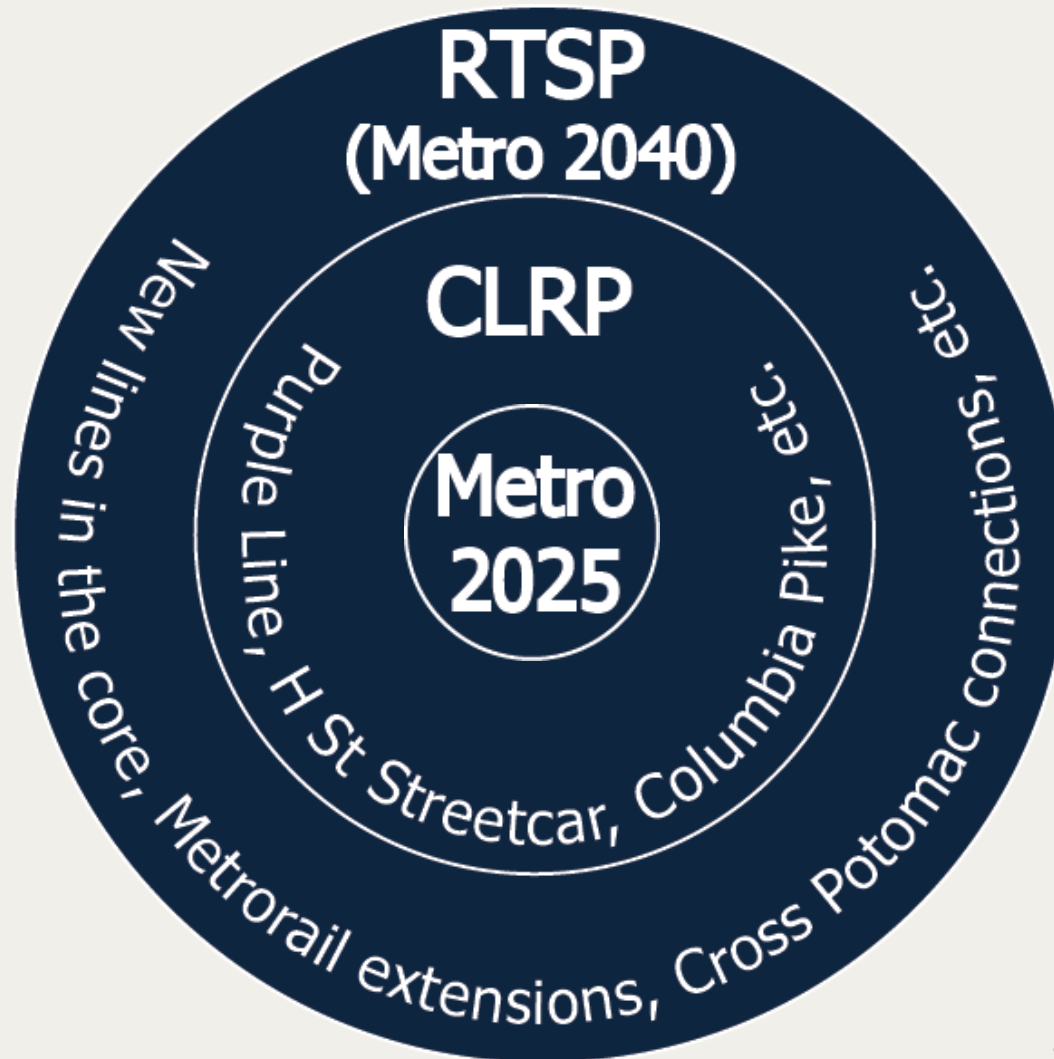 RTSP
(Metro 2040)
New lines in the core, Metrorail extensions, Cross Potomac connections, etc.
CLRP
Purple Line, H St Streetcar, Columbia Pike, etc.
Metro
2025